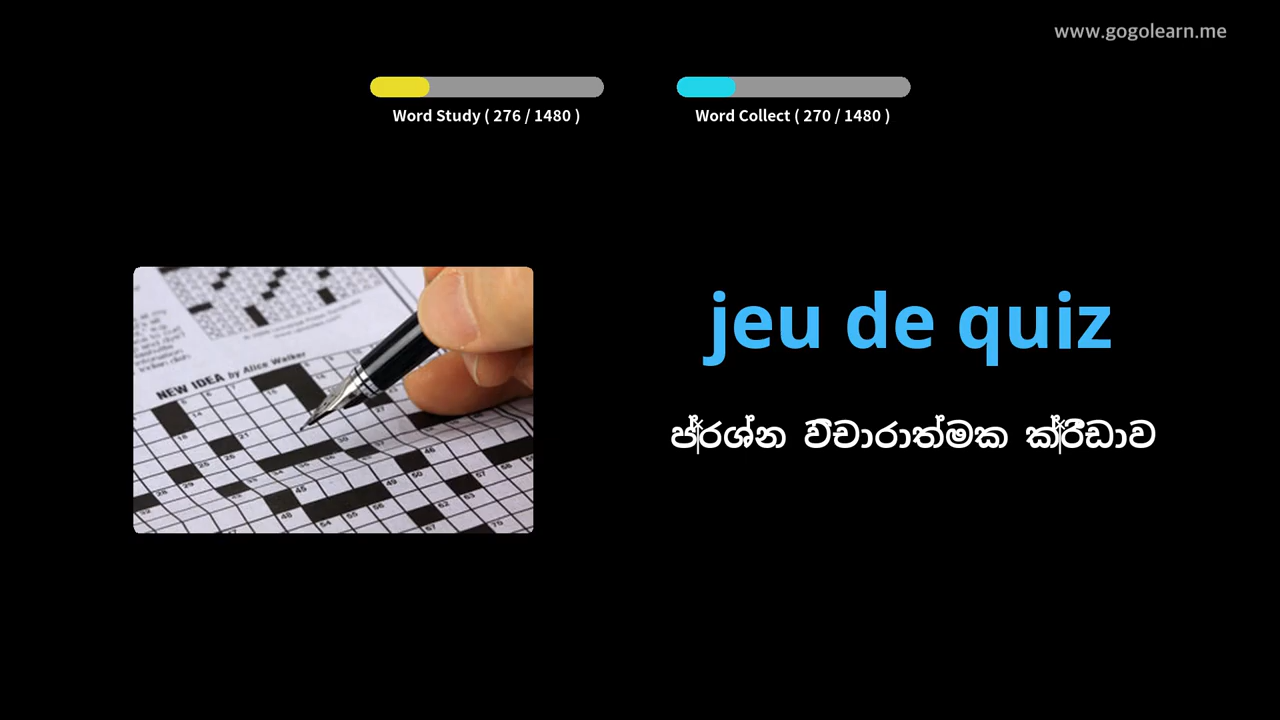 www.gogolearn.me
Word Study ( 276 / 1480 )
Word Collect ( 270 / 1480 )
NEW IDEA by Alice Walker
jeu de quiz
ප්‍රශ්න විචාරාත්මක ක්‍රීඩාව